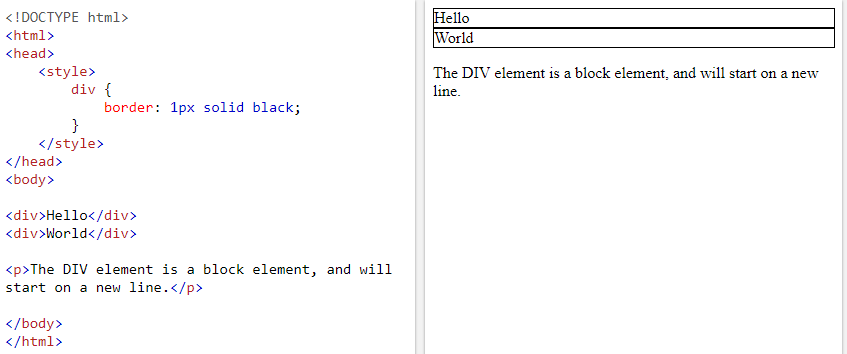 <!DOCTYPE html>
<html>
<head>
    <style>
        div {
            border: 1px solid black;
        }
    </style>
</head>
<body>

<div>Hello</div>
<div>World</div>

<p>The DIV element is a block element, and will
start on a new line.</p>

</body>
</html>
Hello
World
The DIV element is a block element, and will start on a new
line.